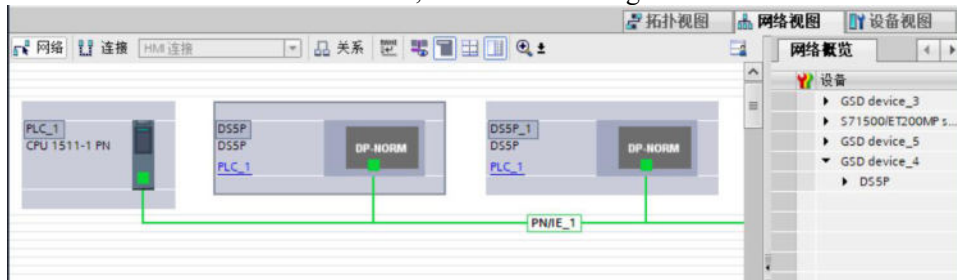 拓扑视图 网络视图 设备视图
网络 连接 HMI 连接 关系 网络概览
设备
GSD device_3
S71500/ET200MP s...
GSD device_5
GSD device_4
DS5P
PLC_1
CPU 1511-1 PN
DS5P
DS5P
PLC_1
DP-NORM
DS5P_1
DS5P
PLC_1
DP-NORM
PN/IE_1